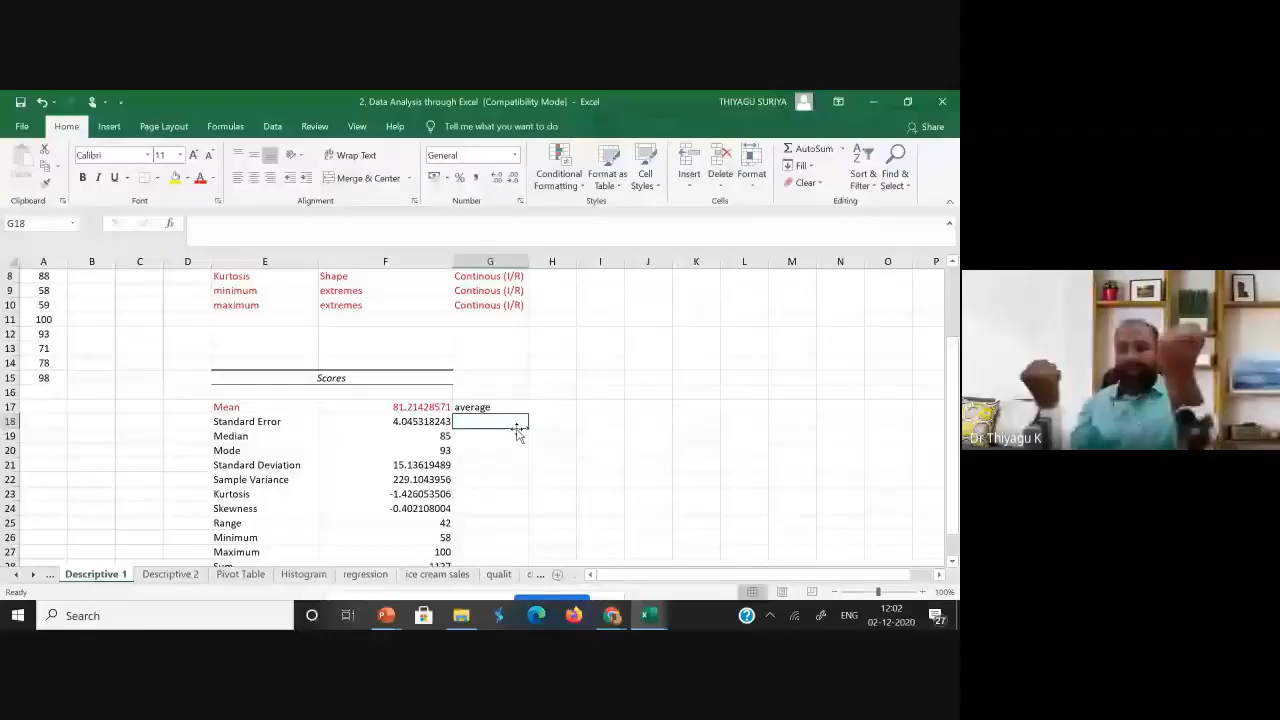 2. Data Analysis through Excel [Compatibility Mode] - Excel
THIYAGU SURIYA
File Home Insert Page Layout Formulas Data Review View Help Tell me what you want to do Share
Paste
Calibri 11
A A
B I U
Wrap Text
Merge & Center
General
% ,
Conditional Formatting
Format as Table
Cell Styles
Insert Delete Format
AutoSum
Fill
Clear
Sort & Filter
Find & Select
Clipboard Font Alignment Number Styles Cells Editing
G18 fx
A B C D E F G H I J K L M N O P
8 88 Kurtosis Shape Continous (I/R)
9 58 minimum extremes Continous (I/R)
10 59 maximum extremes Continous (I/R)
11 100
12 93
13 71
14 78
15 98 Scores
16
17 Mean 81.21428571 average
18 Standard Error 4.045318243
19 Median 85
20 Mode 93
21 Standard Deviation 15.13619489
22 Sample Variance 229.1043956
23 Kurtosis -1.426053506
24 Skewness -0.402108004
25 Range 42
26 Minimum 58
27 Maximum 100
... Descriptive 1 Descriptive 2 Pivot Table Histogram regression ice cream sales qualit ...
Ready 100%
Search
ENG
12:02
02-12-2020
27
Dr Thiyagu K